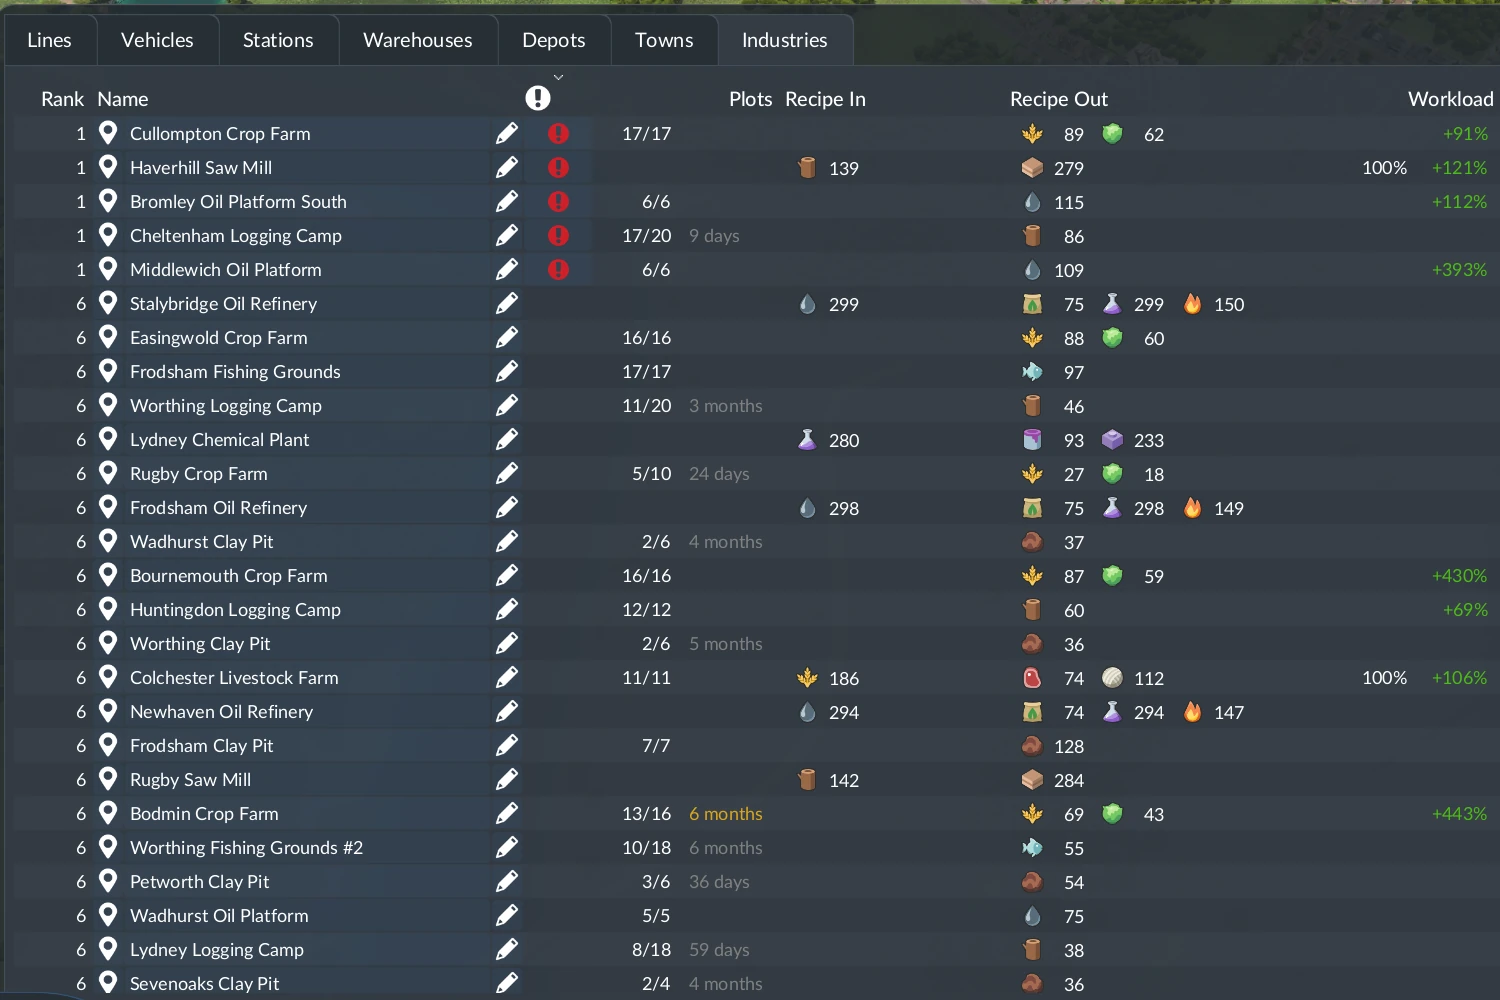 Lines Vehicles Stations Warehouses Depots Towns Industries
Rank Name Plots Recipe In Recipe Out Workload
1 Cullompton Crop Farm 17/17 89 62 +91%
1 Haverhill Saw Mill 139 279 100% +121%
1 Bromley Oil Platform South 6/6 115 +112%
1 Cheltenham Logging Camp 17/20 9 days 86
1 Middlewich Oil Platform 6/6 109 +393%
6 Stalybridge Oil Refinery 299 75 299 150
6 Easingwold Crop Farm 16/16 88 60
6 Frodsham Fishing Grounds 17/17 97
6 Worthing Logging Camp 11/20 3 months 46
6 Lydney Chemical Plant 280 93 233
6 Rugby Crop Farm 5/10 24 days 27 18
6 Frodsham Oil Refinery 298 75 298 149
6 Wadhurst Clay Pit 2/6 4 months 37
6 Bournemouth Crop Farm 16/16 87 59 +430%
6 Huntingdon Logging Camp 12/12 60 +69%
6 Worthing Clay Pit 2/6 5 months 36
6 Colchester Livestock Farm 11/11 186 74 112 100% +106%
6 Newhaven Oil Refinery 294 74 294 147
6 Frodsham Clay Pit 7/7 128
6 Rugby Saw Mill 142 284
6 Bodmin Crop Farm 13/16 6 months 69 43 +443%
6 Worthing Fishing Grounds #2 10/18 6 months 55
6 Petworth Clay Pit 3/6 36 days 54
6 Wadhurst Oil Platform 5/5 75
6 Lydney Logging Camp 8/18 59 days 38
6 Sevenoaks Clay Pit 2/4 4 months 36